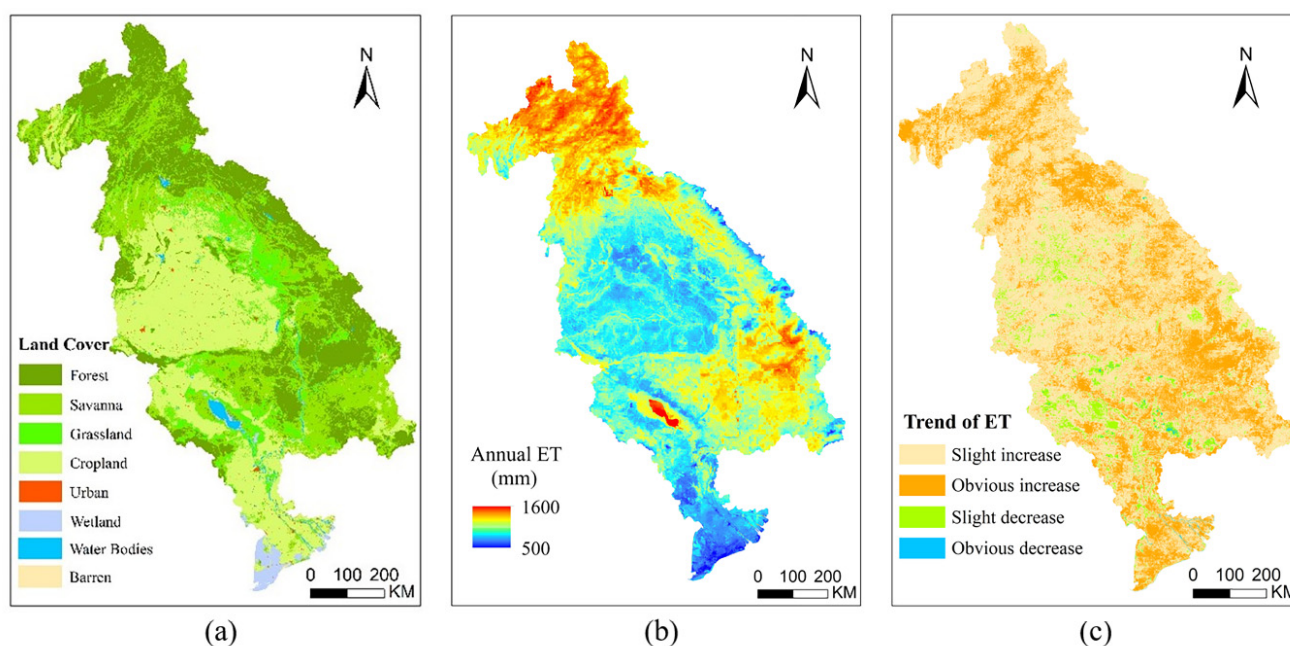 N
Land Cover
Forest
Savanna
Grassland
Cropland
Urban
Wetland
Water Bodies
Barren
0 100 200
KM
(a)
N
Annual ET
(mm)
1600
500
0 100 200
KM
(b)
N
Trend of ET
Slight increase
Obvious increase
Slight decrease
Obvious decrease
0 100 200
KM
(c)